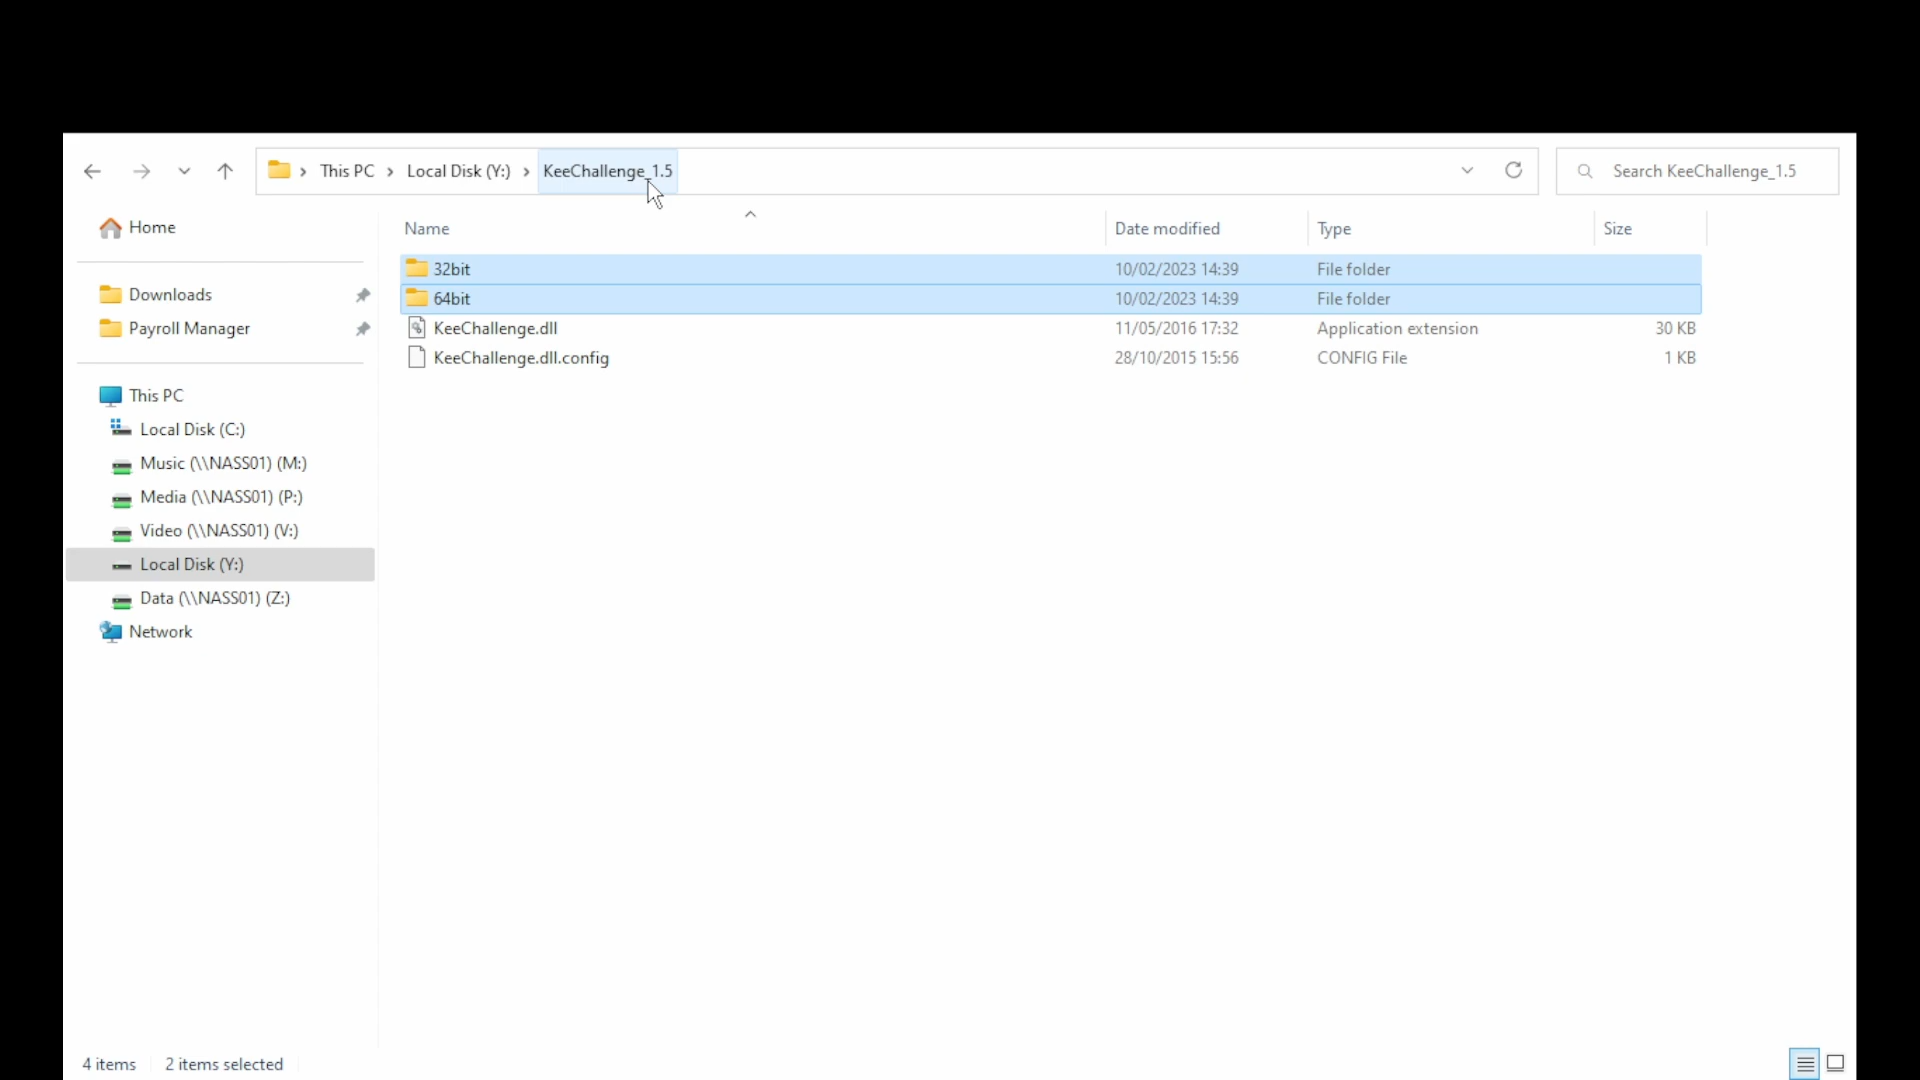 This PC
Local Disk (Y:)
KeeChallenge_1.5
Search KeeChallenge_1.5
Home
Downloads
Payroll Manager
This PC
Local Disk (C:)
Music (\\NASS01) (M:)
Media (\\NASS01) (P:)
Video (\\NASS01) (V:)
Local Disk (Y:)
Data (\\NASS01) (Z:)
Network
Name Date modified Type Size
32bit 10/02/2023 14:39 File folder
64bit 10/02/2023 14:39 File folder
KeeChallenge.dll 11/05/2016 17:32 Application extension 30 KB
KeeChallenge.dll.config 28/10/2015 15:56 CONFIG File 1 KB
4 items 2 items selected